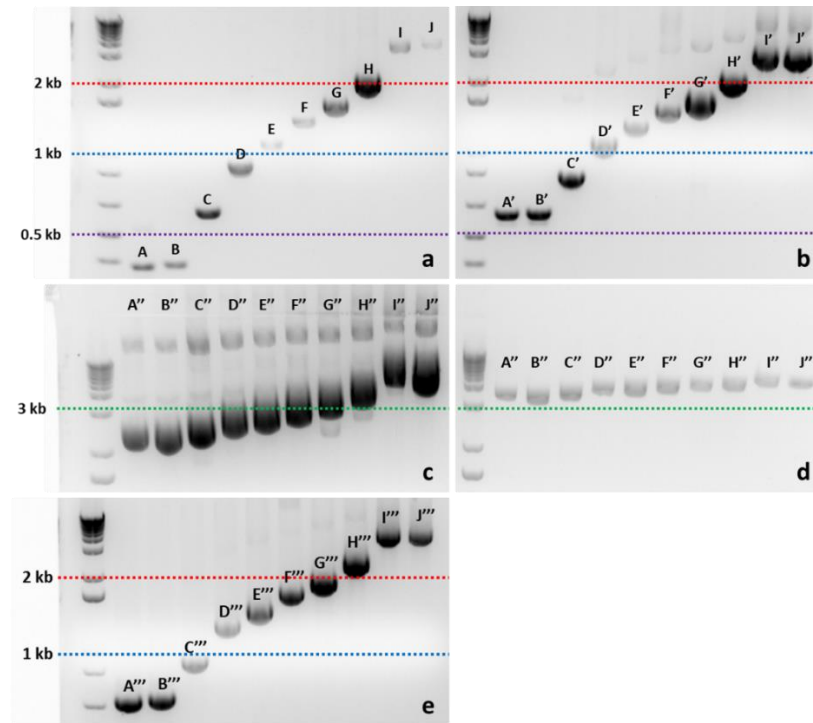 A B C D E F G H I J
2 kb
1 kb
0.5 kb
a
A’ B’ C’ D’ E’ F’ G’ H’ I’ J’
b
A’’ B’’ C’’ D’’ E’’ F’’ G’’ H’’ I’’ J’’
3 kb
c
A’’ B’’ C’’ D’’ E’’ F’’ G’’ H’’ I’’ J’’
d
A’’’ B’’’ C’’’ D’’’ E’’’ F’’’ G’’’ H’’’ I’’’ J’’’
2 kb
1 kb
e